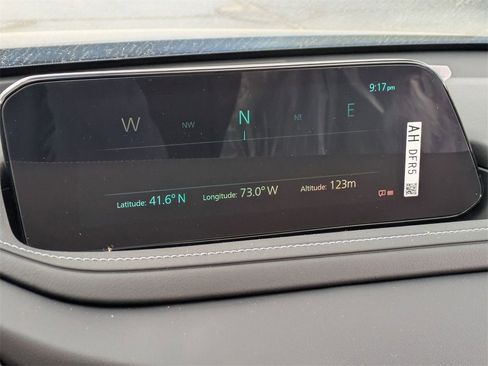 9:17pm
W NW N NE E
AH DFR5
Latitude: 41.6° N Longitude: 73.0° W Altitude: 123m